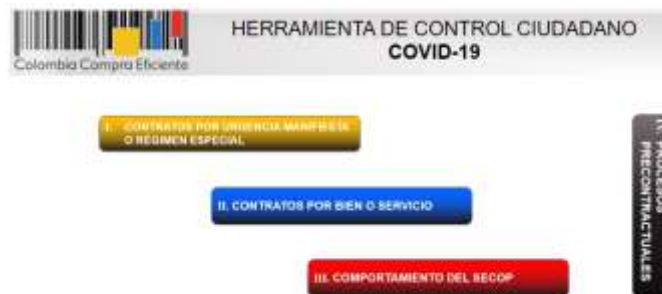 HERRAMIENTA DE CONTROL CIUDADANO
COVID-19
Colombia Compra Eficiente
I. CONTRATOS POR URGENCIA MANIFIESTA
O REGIMEN ESPECIAL
II. CONTRATOS POR BIEN O SERVICIO
III. COMPORTAMIENTO DEL SECOP
PROCESOS
PRECONTRACTUALES